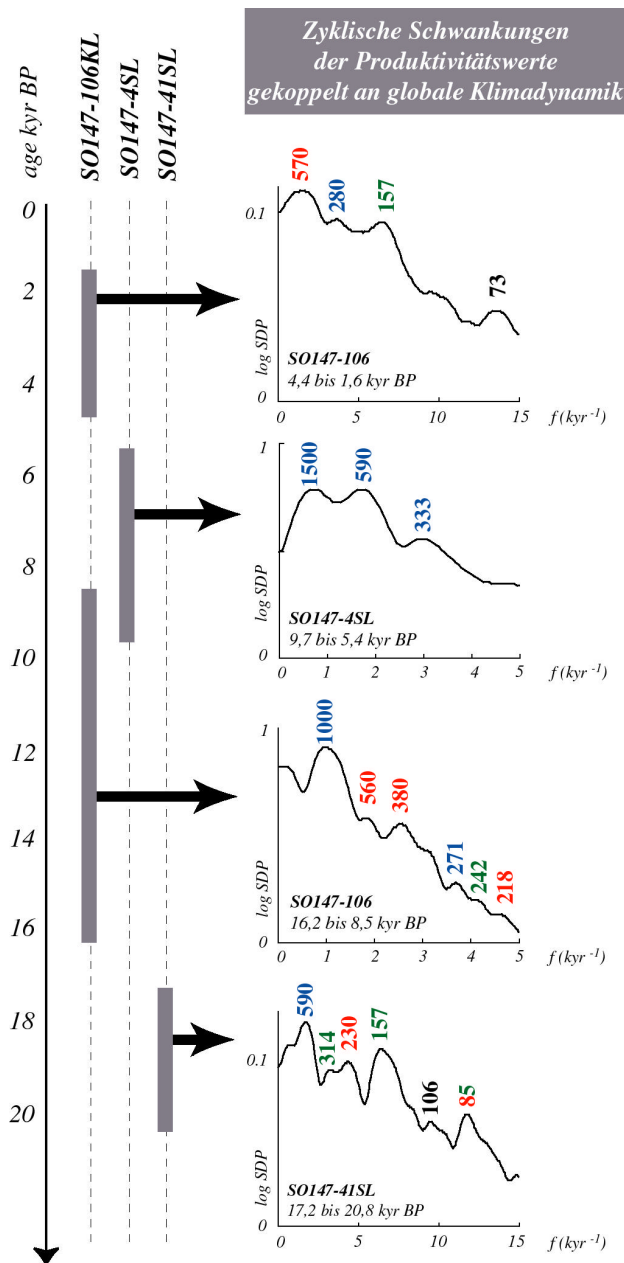 Zyklische Schwankungen
der Produktivitätswerte
gekoppelt an globale Klimadynamik
age kyr BP
SO147-106KL
SO147-4SL
SO147-41SL
0
2
4
6
8
10
12
14
16
18
20
570
280
157
73
0.1
0
log SDP
SO147-106
4,4 bis 1,6 kyr BP
0 5 10 15 f (kyr -1)
1500
590
333
1
0
log SDP
SO147-4SL
9,7 bis 5,4 kyr BP
0 1 2 3 4 5 f (kyr -1)
1000
560
380
271
242
218
1
0
log SDP
SO147-106
16,2 bis 8,5 kyr BP
0 1 2 3 4 5 f (kyr -1)
590
314
230
157
106
85
0.1
0
log SDP
SO147-41SL
17,2 bis 20,8 kyr BP
0 5 10 15 f (kyr -1)